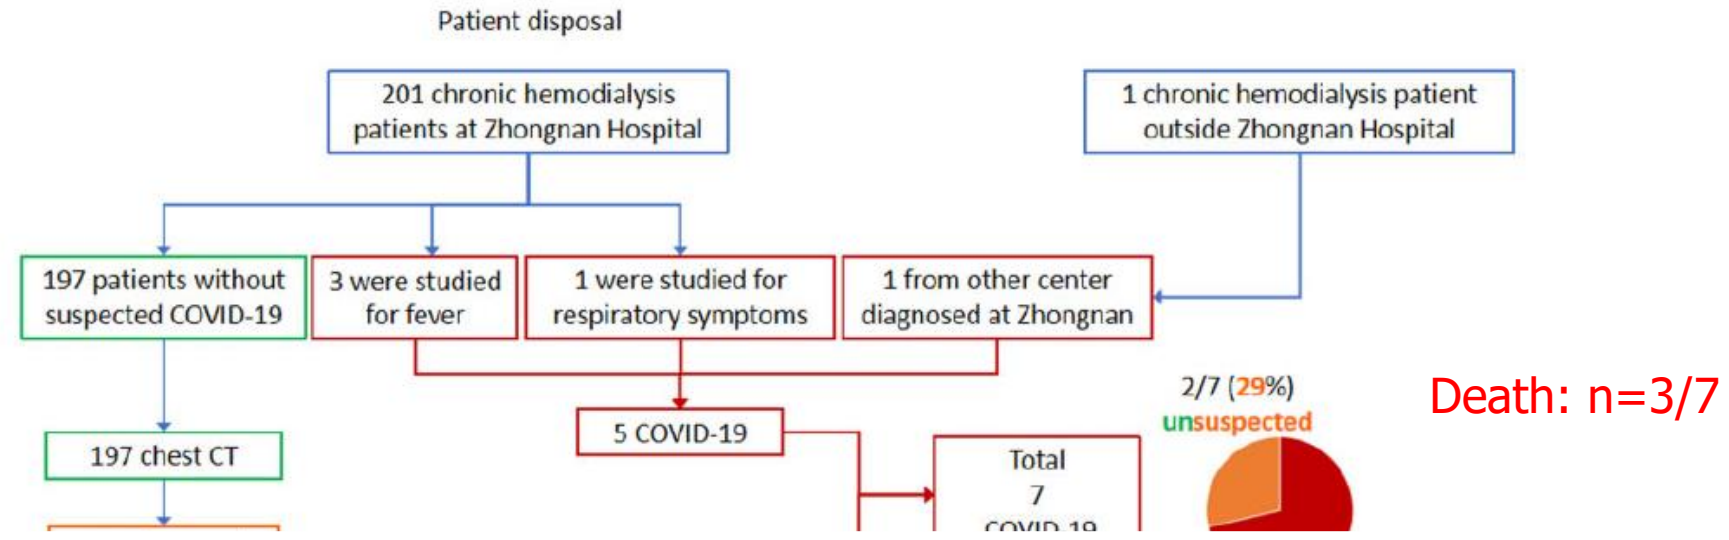 Patient disposal
201 chronic hemodialysis
patients at Zhongnan Hospital
1 chronic hemodialysis patient
outside Zhongnan Hospital
197 patients without
suspected COVID-19
3 were studied
for fever
1 were studied for
respiratory symptoms
1 from other center
diagnosed at Zhongnan
2/7 (29%)
unsuspected
Death: n=3/7
197 chest CT
5 COVID-19
Total
7
COVID-19